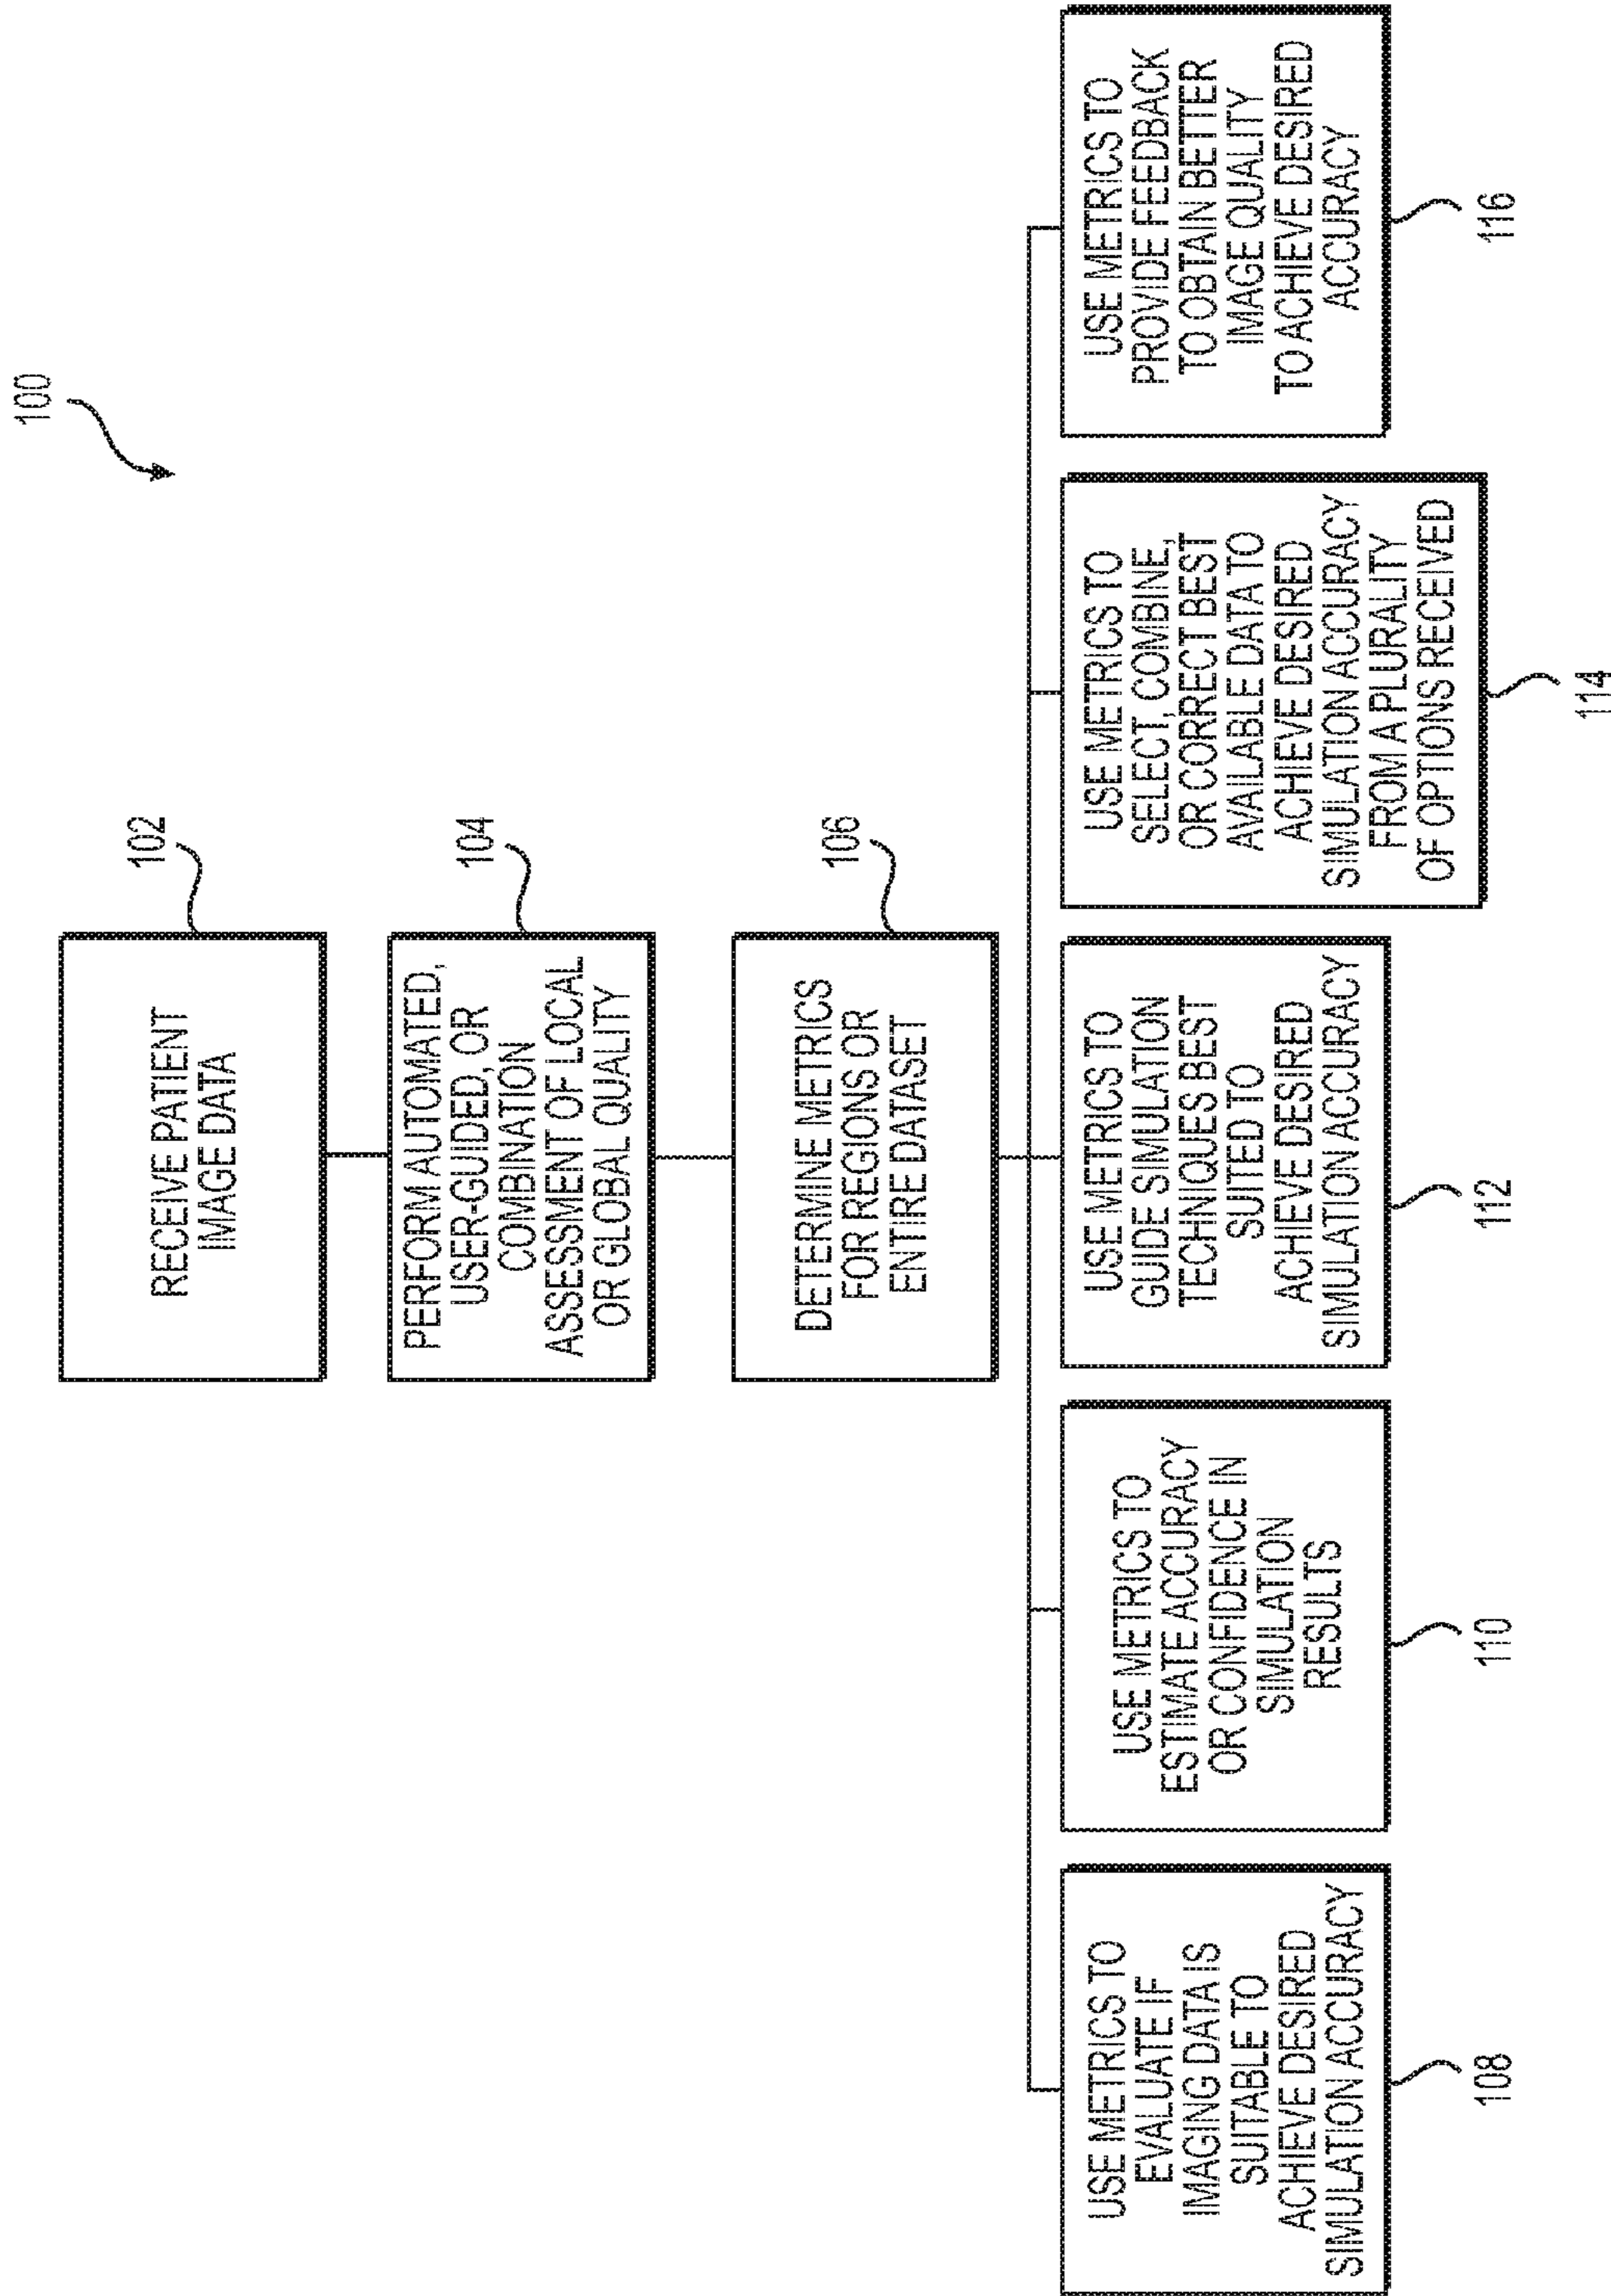 100
RECEIVE PATIENT
IMAGE DATA
102
PERFORM AUTOMATED,
USER-GUIDED, OR
COMBINATION
ASSESSMENT OF LOCAL
OR GLOBAL QUALITY
104
DETERMINE METRICS
FOR REGIONS OR
ENTIRE DATASET
106
USE METRICS TO
EVALUATE IF
IMAGING DATA IS
SUITABLE TO
ACHIEVE DESIRED
SIMULATION ACCURACY
108
USE METRICS TO
ESTIMATE ACCURACY
OR CONFIDENCE IN
SIMULATION
RESULTS
110
USE METRICS TO
GUIDE SIMULATION
TECHNIQUES BEST
SUITED TO
ACHIEVE DESIRED
SIMULATION ACCURACY
112
USE METRICS TO
SELECT, COMBINE,
OR CORRECT BEST
AVAILABLE DATA TO
ACHIEVE DESIRED
SIMULATION ACCURACY
FROM A PLURALITY
OF OPTIONS RECEIVED
114
USE METRICS TO
PROVIDE FEEDBACK
TO OBTAIN BETTER
IMAGE QUALITY
TO ACHIEVE DESIRED
ACCURACY
116